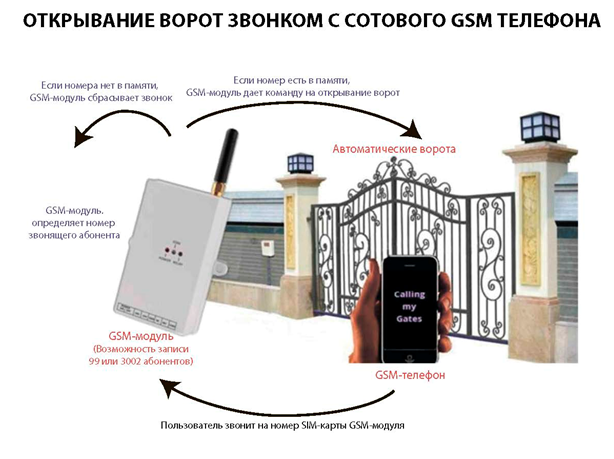 ОТКРЫВАНИЕ ВОРОТ ЗВОНКОМ С СОТОВОГО GSM ТЕЛЕФОНА
Если номера нет в памяти,
GSM-модуль сбрасывает звонок
Если номер есть в памяти,
GSM-модуль дает команду на открывание ворот
Автоматические ворота
GSM-модуль.
определяет номер
звонящего абонента
Calling
my
Gates
GSM-модуль
(Возможность записи
99 или 3002 абонентов)
GSM-телефон
Пользователь звонит на номер SIM-карты GSM-модуля